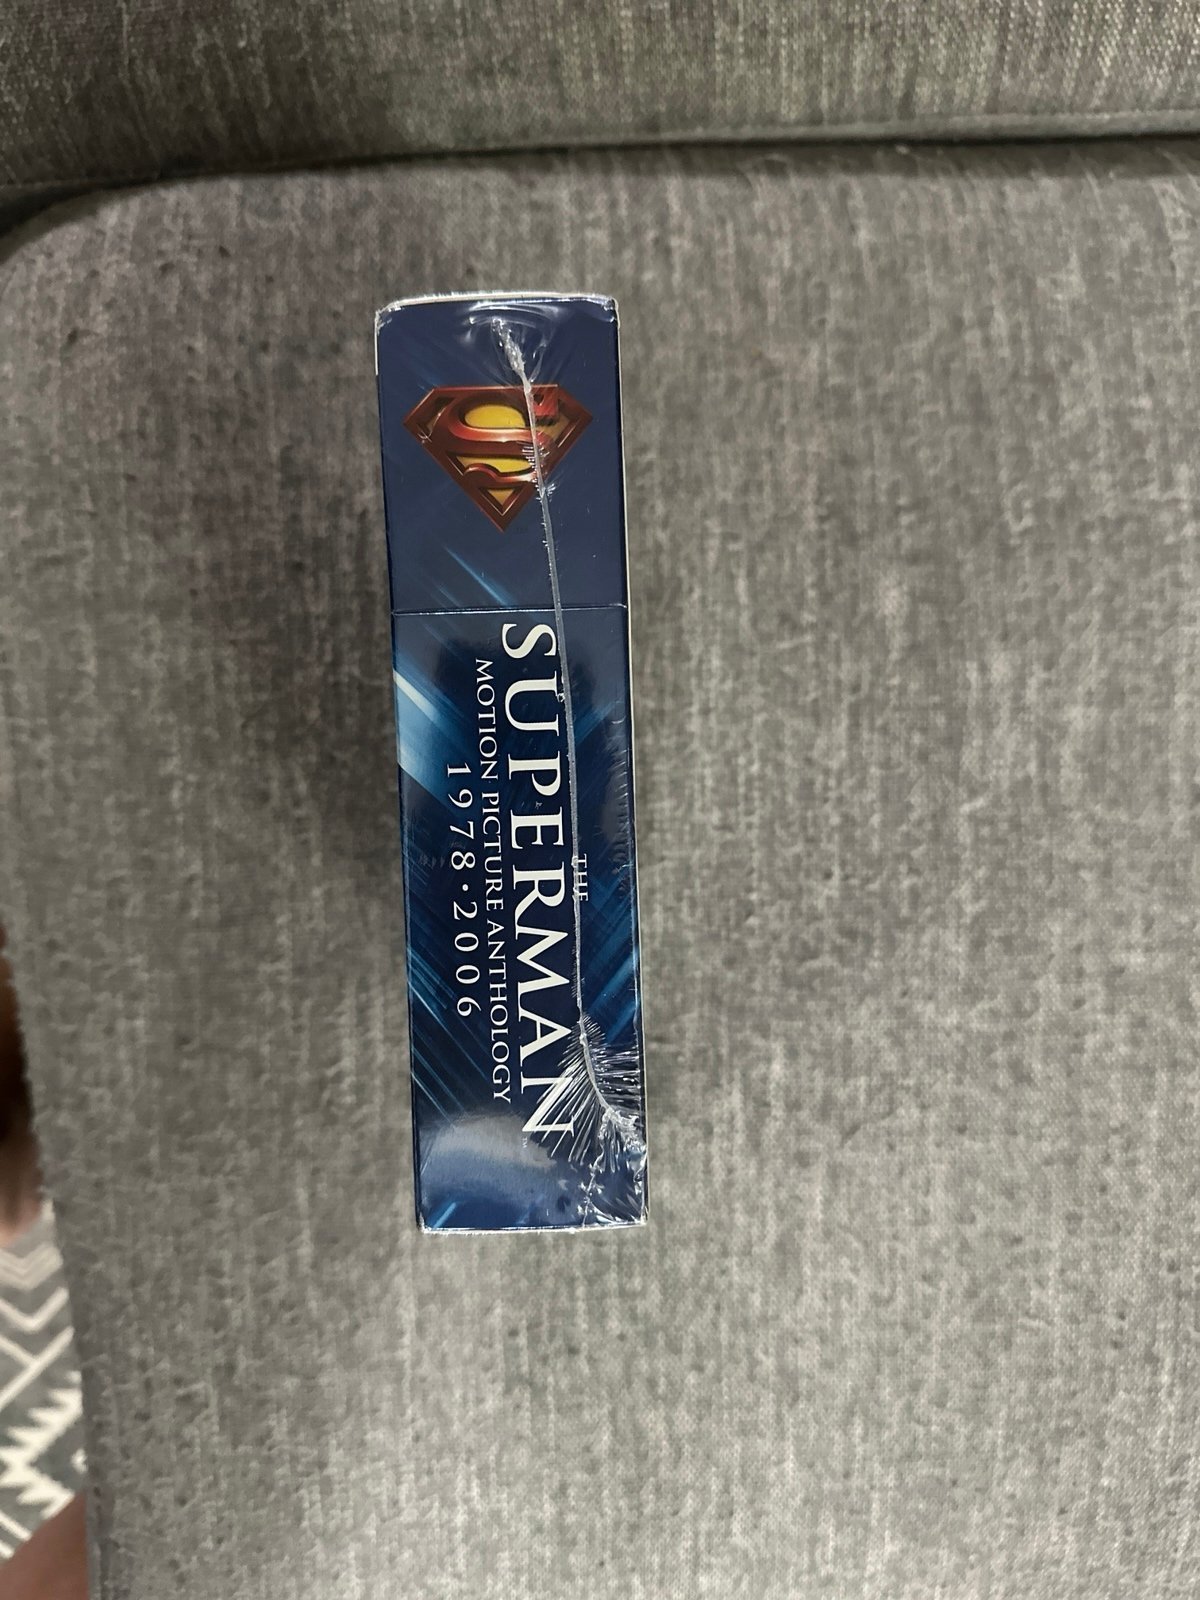 THE
SUPERMAN
MOTION PICTURE ANTHOLOGY
1978·2006